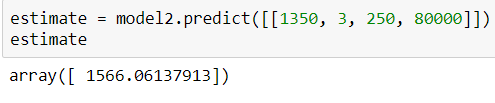 estimate = model2.predict([[1350, 3, 250, 80000]])
estimate
array([ 1566.06137913])